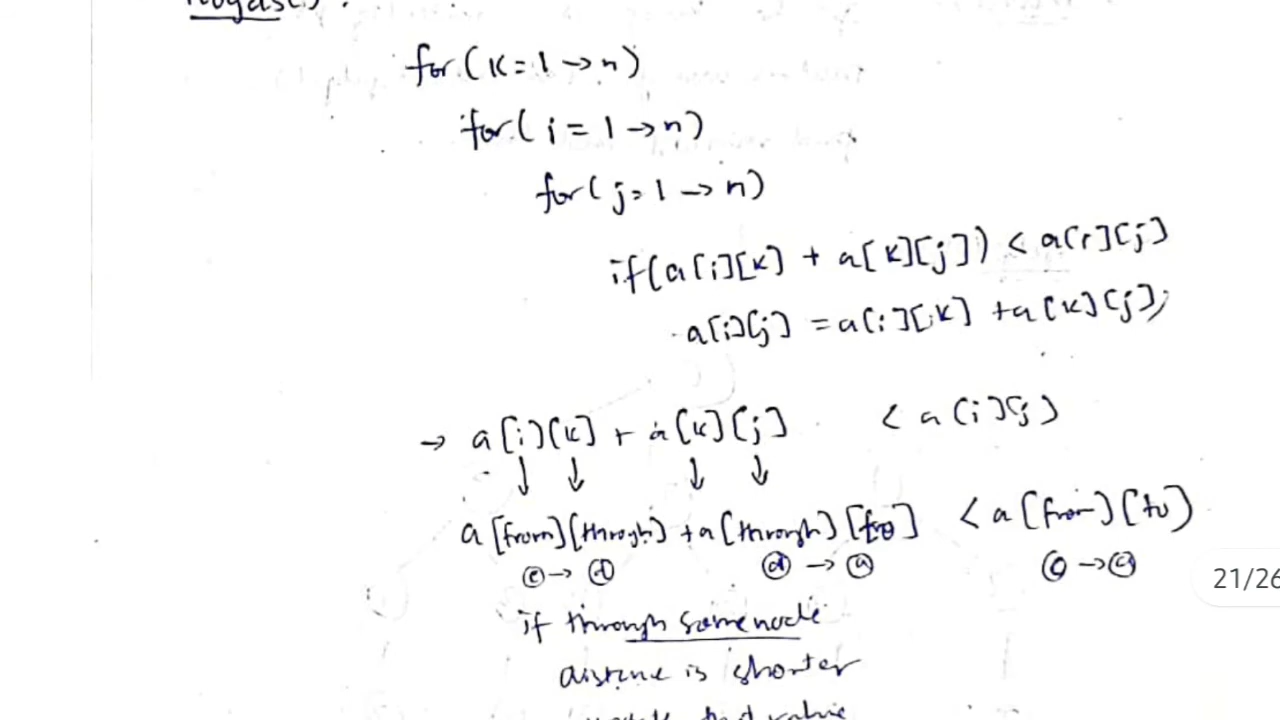 for(k=1→n)
for(i=1→n)
for(j=1→n)
if(a[i][k] + a[k][j]) < a[i][j]
a[i][j] = a[i][k] + a[k][j];
→ a[i][k] + a[k][j] < a[i][j]
↓ ↓ ↓ ↓
a[from][through] + a[through][to] < a[from][to]
→ d d → a →
21/26
if through some node
distance is shorter
value